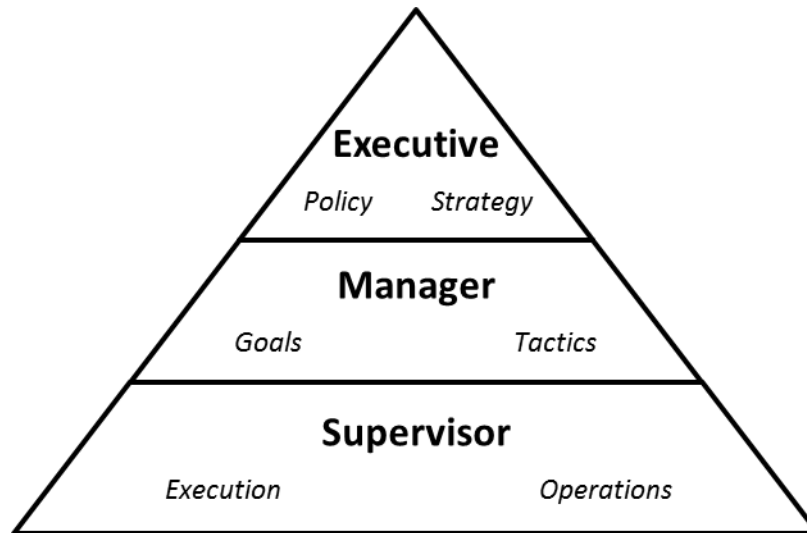 Executive
Policy Strategy
Manager
Goals Tactics
Supervisor
Execution Operations